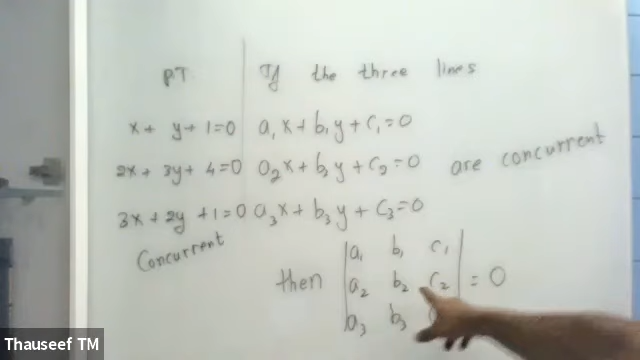 PT If the three lines
x + y + 1 = 0 a₁x + b₁y + c₁ = 0
2x + 3y + 4 = 0 a₂x + b₂y + c₂ = 0 are concurrent
3x + 2y + 1 = 0 a₃x + b₃y + c₃ = 0
Concurrent
then | a₁ b₁ c₁ |
| a₂ b₂ c₂ | = 0
| a₃ b₃
Thauseef TM